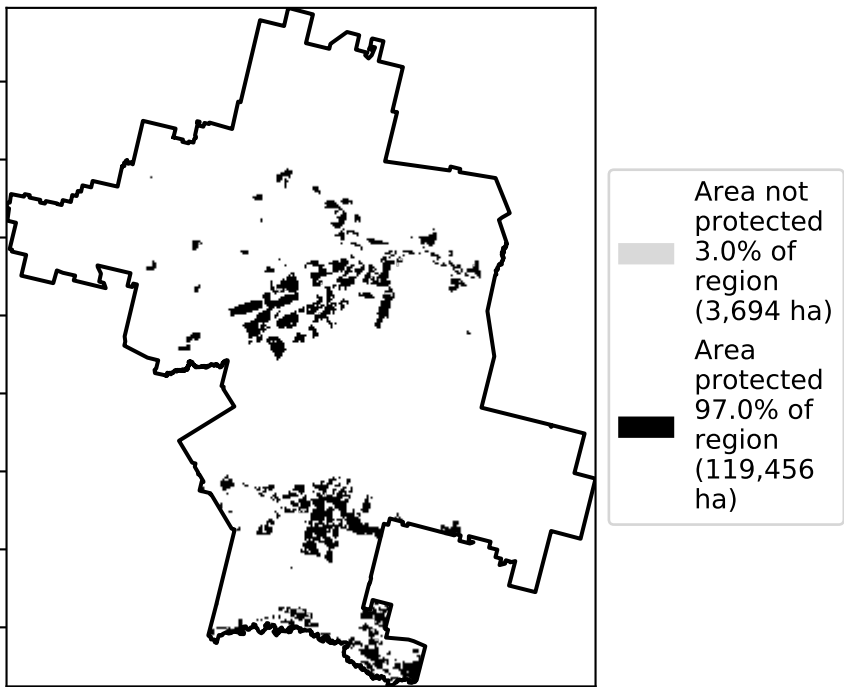 Area not
protected
3.0% of
region
(3,694 ha)
Area
protected
97.0% of
region
(119,456
ha)